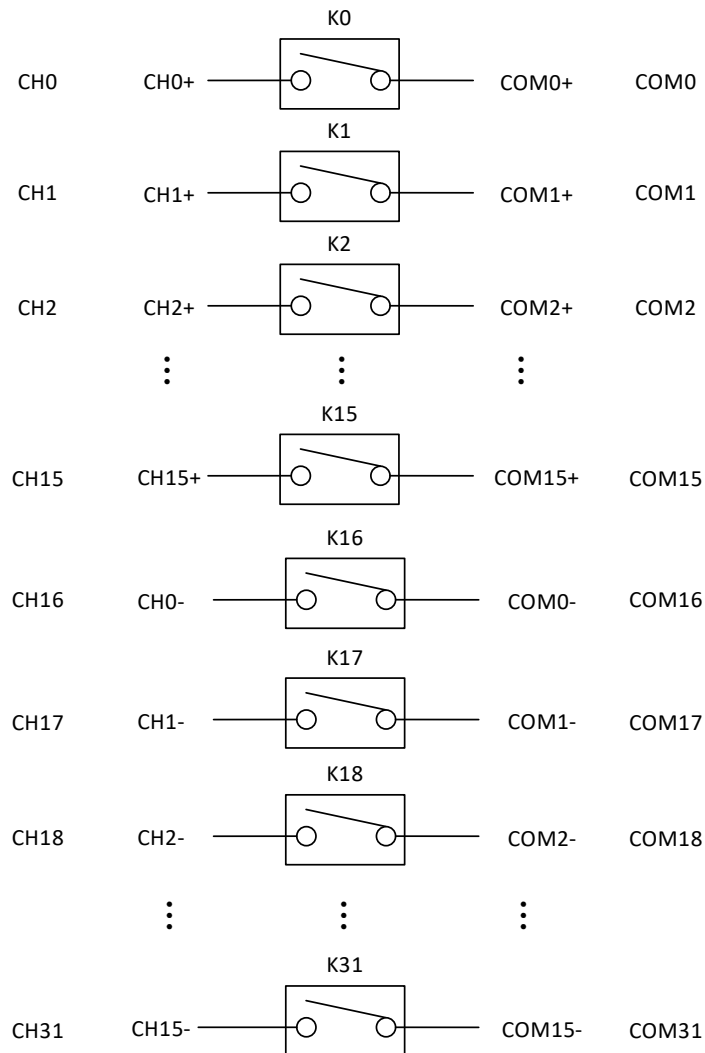 K0
CH0 CH0+ COM0+ COM0
K1
CH1 CH1+ COM1+ COM1
K2
CH2 CH2+ COM2+ COM2
K15
CH15 CH15+ COM15+ COM15
K16
CH16 CH0- COM0- COM16
K17
CH17 CH1- COM1- COM17
K18
CH18 CH2- COM2- COM18
K31
CH31 CH15- COM15- COM31